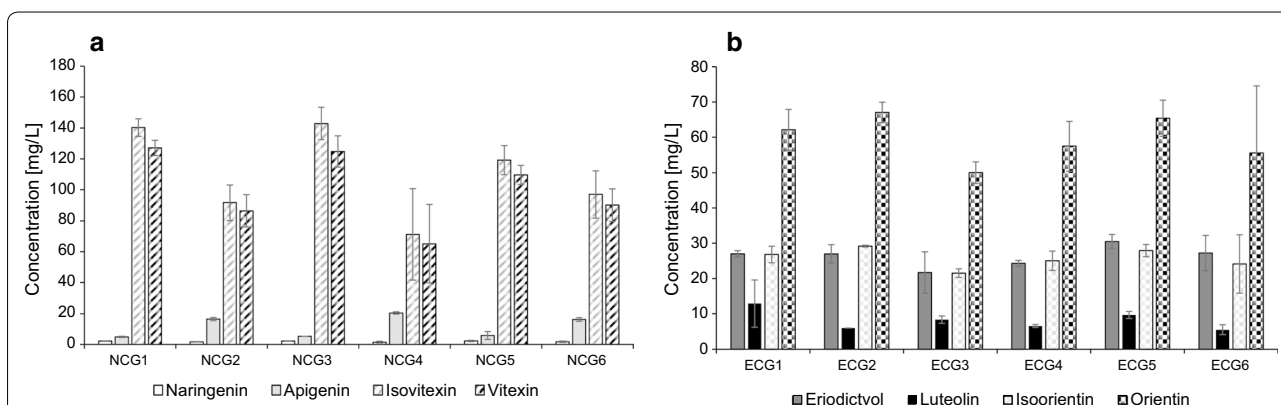 a
Concentration [mg/L]
180
160
140
120
100
80
60
40
20
0
NCG1 NCG2 NCG3 NCG4 NCG5 NCG6
Naringenin Apigenin Isovitexin Vitexin
b
Concentration [mg/L]
80
70
60
50
40
30
20
10
0
ECG1 ECG2 ECG3 ECG4 ECG5 ECG6
Eriodictvol Luteolin Isoorientin Orientin